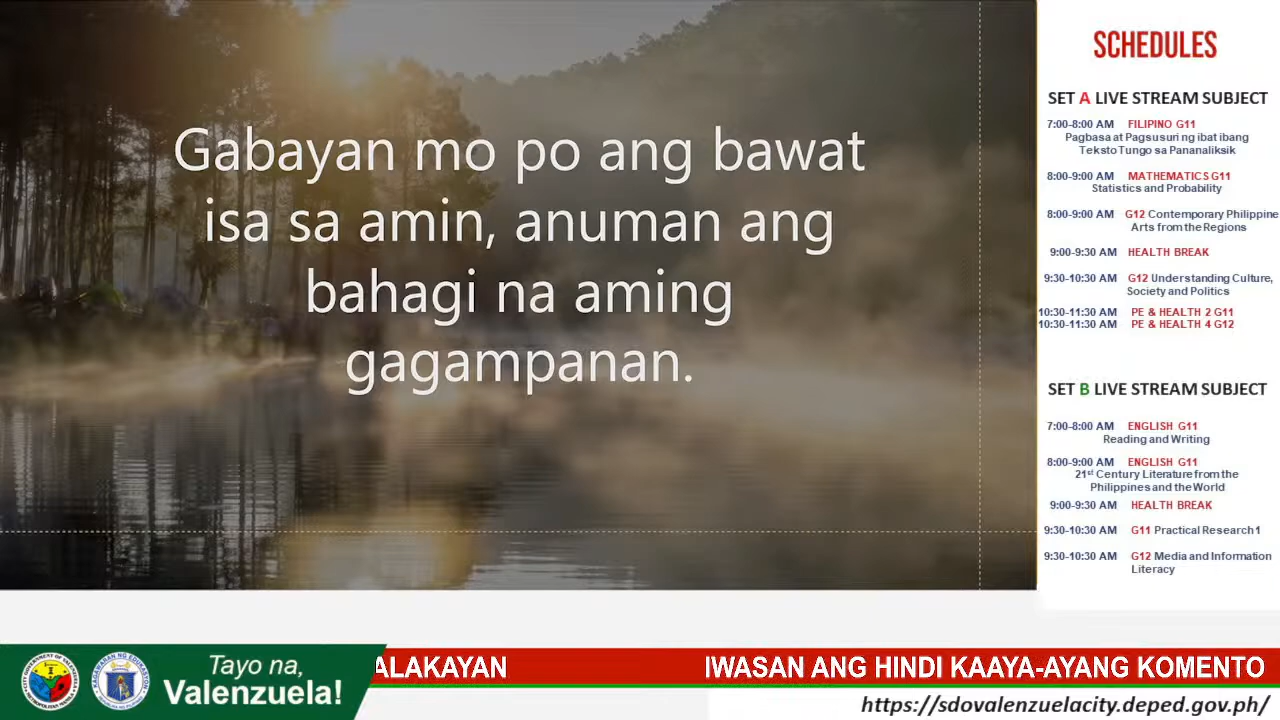 Gabayan mo po ang bawat
isa sa amin, anuman ang
bahagi na aming
gagampanan.
SCHEDULES
SET A LIVE STREAM SUBJECT
7:00-8:00 AM FILIPINO G11
Pagbasa at Pagsusuri ng ibat ibang
Teksto Tungo sa Pananaliksik
8:00-9:00 AM MATHEMATICS G11
Statistics and Probability
8:00-9:00 AM G12 Contemporary Philippine
Arts from the Regions
9:00-9:30 AM HEALTH BREAK
9:30-10:30 AM G12 Understanding Culture,
Society and Politics
10:30-11:30 AM PE & HEALTH 2 G11
10:30-11:30 AM PE & HEALTH 4 G12
SET B LIVE STREAM SUBJECT
7:00-8:00 AM ENGLISH G11
Reading and Writing
8:00-9:00 AM ENGLISH G11
21st Century Literature from the
Philippines and the World
9:00-9:30 AM HEALTH BREAK
9:30-10:30 AM G11 Practical Research 1
9:30-10:30 AM G12 Media and Information
Literacy
Tayo na,
Valenzuela!
ALAKAYAN IWASAN ANG HINDI KAAYA-AYANG KOMENTO
https://sdovalenzuelacity.deped.gov.ph/